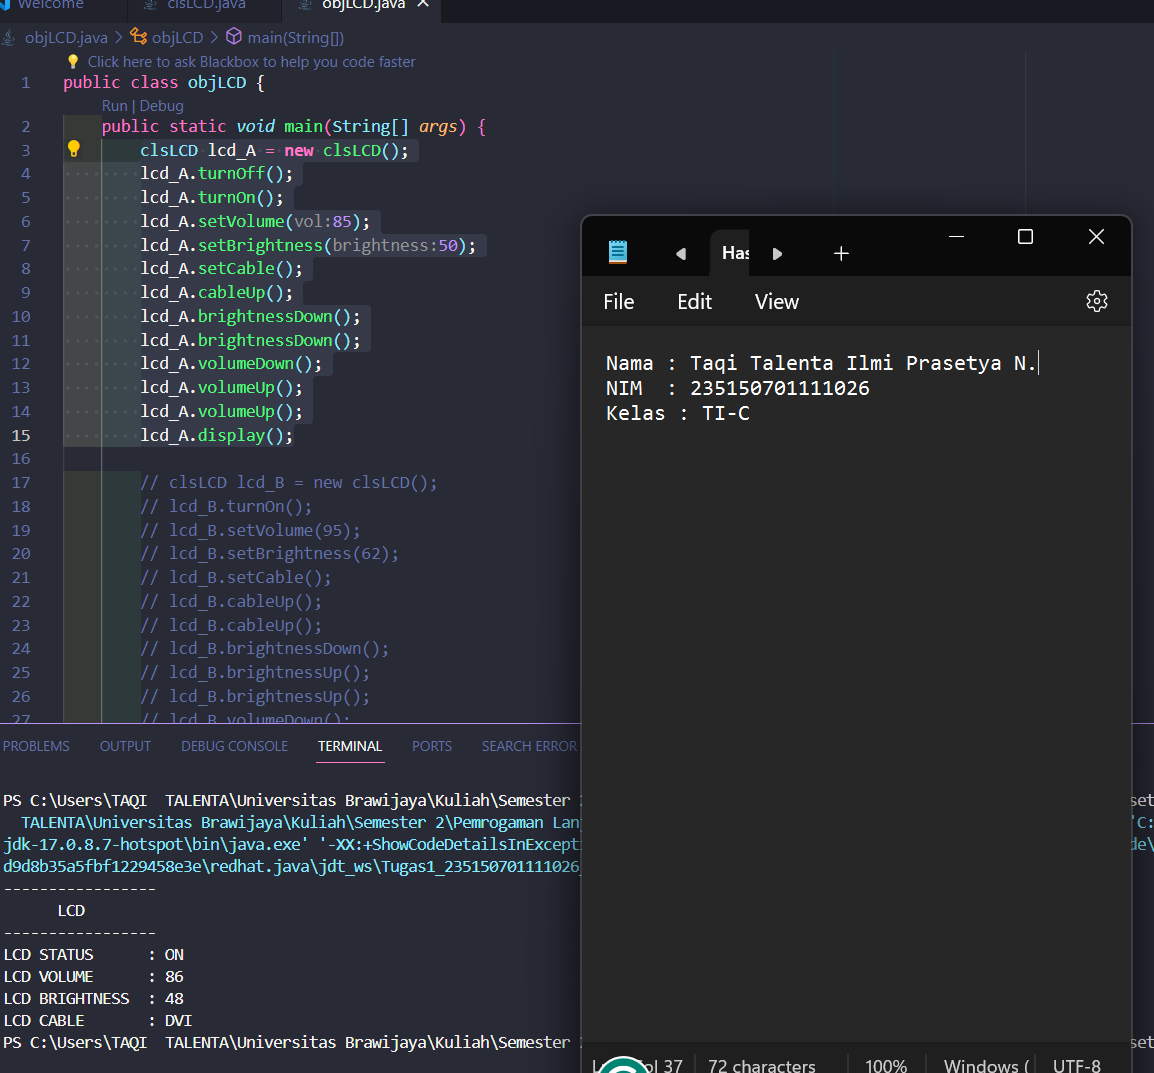 Welcome
clsLCD.java
objLCD.java
objLCD.java > objLCD > main(String[])
Click here to ask Blackbox to help you code faster
1 public class objLCD {
Run | Debug
2 public static void main(String[] args) {
3 clsLCD lcd_A = new clsLCD();
4 lcd_A.turnOff();
5 lcd_A.turnOn();
6 lcd_A.setVolume(vol:85);
7 lcd_A.setBrightness(brightness:50);
8 lcd_A.setCable();
9 lcd_A.cableUp();
10 lcd_A.brightnessDown();
11 lcd_A.brightnessDown();
12 lcd_A.volumeDown();
13 lcd_A.volumeUp();
14 lcd_A.volumeUp();
15 lcd_A.display();
16
17 // clsLCD lcd_B = new clsLCD();
18 // lcd_B.turnOn();
19 // lcd_B.setVolume(95);
20 // lcd_B.setBrightness(62);
21 // lcd_B.setCable();
22 // lcd_B.cableUp();
23 // lcd_B.cableUp();
24 // lcd_B.brightnessDown();
25 // lcd_B.brightnessUp();
26 // lcd_B.brightnessUp();
27 // lcd_B.volumeDown();
Has
File Edit View
Nama : Taqi Talenta Ilmi Prasetya N.
NIM  : 235150701111026
Kelas : TI-C
ol 37
72 characters
100%
Windows (
UTF-8
PROBLEMS OUTPUT DEBUG CONSOLE TERMINAL PORTS SEARCH ERROR
PS C:\Users\TAQI  TALENTA\Universitas Brawijaya\Kuliah\Semester set
TALENTA\Universitas Brawijaya\Kuliah\Semester 2\Pemrogaman Lan 'C:
jdk-17.0.8.7-hotspot\bin\java.exe' '-XX:+ShowCodeDetailsInExcept de\
d9d8b35a5fbf1229458e3e\redhat.java\jdt_ws\Tugas1_235150701111026_
-----------------
LCD
-----------------
LCD STATUS      : ON
LCD VOLUME      : 86
LCD BRIGHTNESS  : 48
LCD CABLE       : DVI
PS C:\Users\TAQI  TALENTA\Universitas Brawijaya\Kuliah\Semester set